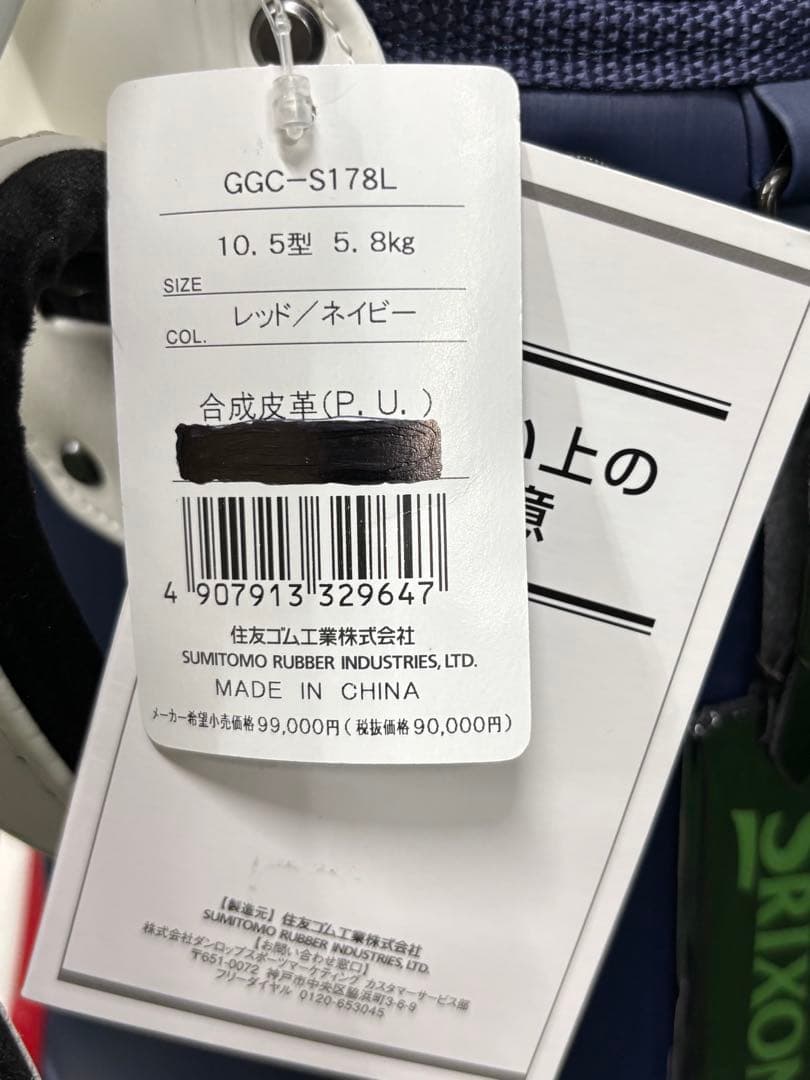 GGC-S178L
10.5型 5.8kg
SIZE
レッド/ネイビー
COL.
合成皮革(P.U.)
4 907913 329647
住友ゴム工業株式会社
SUMITOMO RUBBER INDUSTRIES, LTD.
MADE IN CHINA
メーカー希望小売価格99,000円(税抜価格90,000円)
い上の
意
【製造元】住友ゴム工業株式会社
SUMITOMO RUBBER INDUSTRIES, LTD.
【お問い合わせ窓口】
株式会社ダンロップスポーツマーケティング カスタマーサービス部
〒651-0072 神戸市中央区脇浜町3-6-9
フリーダイヤル 0120-653045
SRIXON